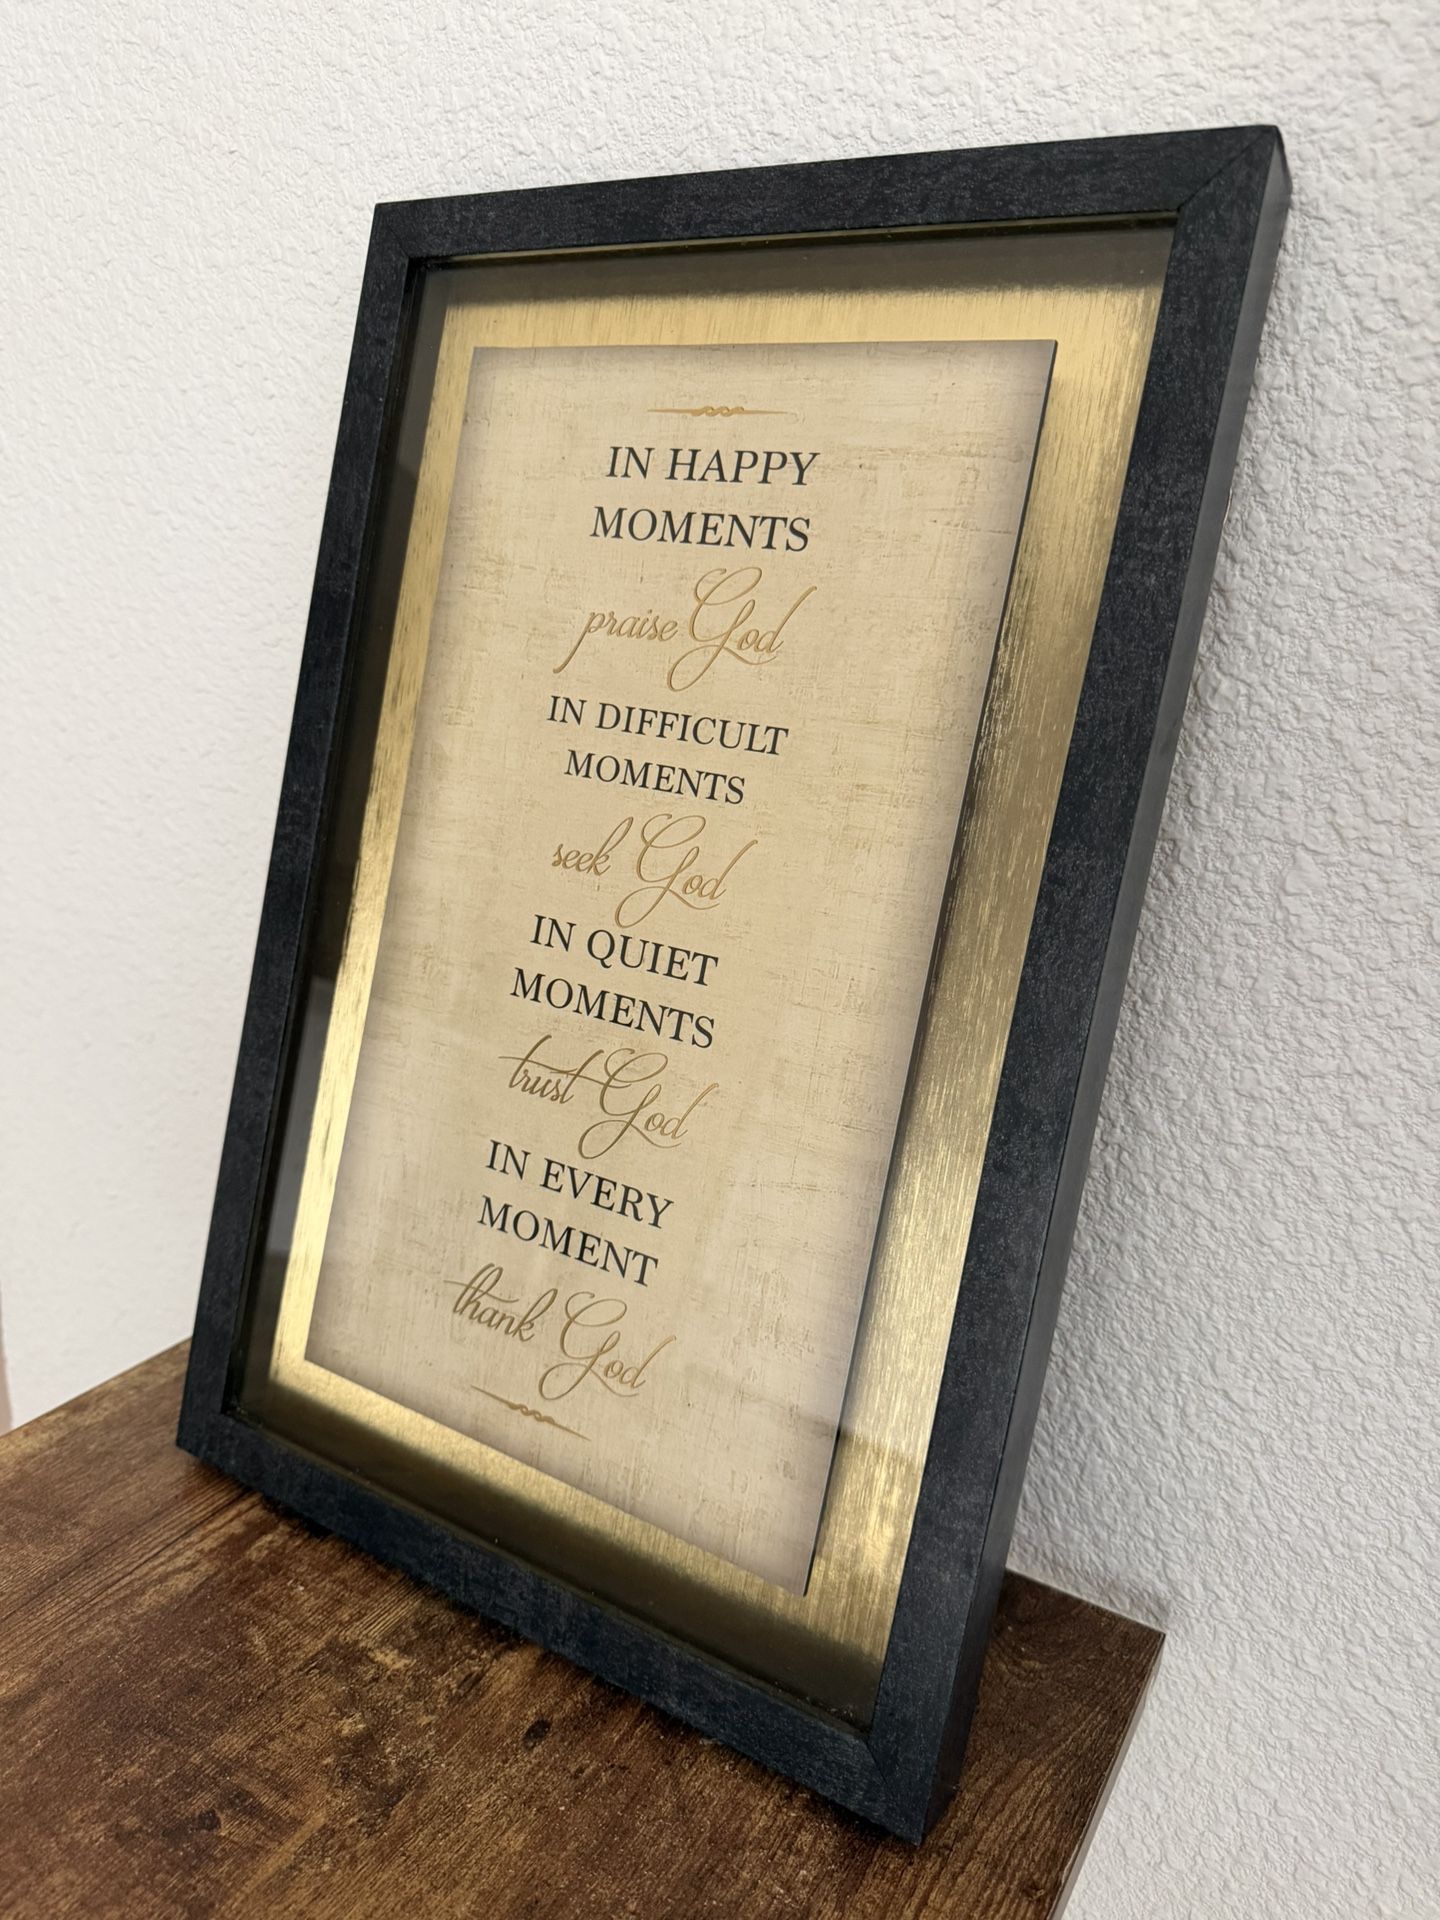 IN HAPPY
MOMENTS
praise God
IN DIFFICULT
MOMENTS
seek God
IN QUIET
MOMENTS
trust God
IN EVERY
MOMENT
thank God